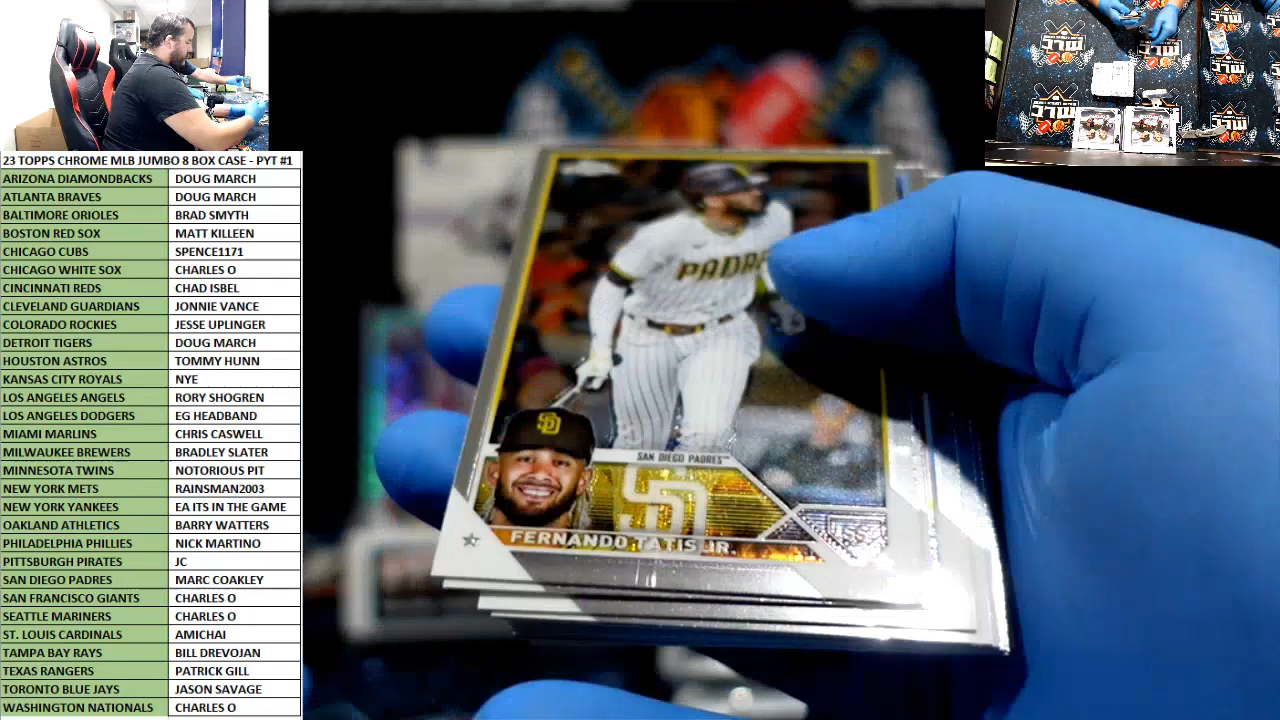 23 TOPPS CHROME MLB JUMBO 8 BOX CASE - PYT #1
ARIZONA DIAMONDBACKS DOUG MARCH
ATLANTA BRAVES DOUG MARCH
BALTIMORE ORIOLES BRAD SMYTH
BOSTON RED SOX MATT KILLEEN
CHICAGO CUBS SPENCE1171
CHICAGO WHITE SOX CHARLES O
CINCINNATI REDS CHAD ISBEL
CLEVELAND GUARDIANS JONNIE VANCE
COLORADO ROCKIES JESSE UPLINGER
DETROIT TIGERS DOUG MARCH
HOUSTON ASTROS TOMMY HUNN
KANSAS CITY ROYALS NYE
LOS ANGELES ANGELS RORY SHOGREN
LOS ANGELES DODGERS EG HEADBAND
MIAMI MARLINS CHRIS CASWELL
MILWAUKEE BREWERS BRADLEY SLATER
MINNESOTA TWINS NOTORIOUS PIT
NEW YORK METS RAINSMAN2003
NEW YORK YANKEES EA ITS IN THE GAME
OAKLAND ATHLETICS BARRY WATTERS
PHILADELPHIA PHILLIES NICK MARTINO
PITTSBURGH PIRATES JC
SAN DIEGO PADRES MARC COAKLEY
SAN FRANCISCO GIANTS CHARLES O
SEATTLE MARINERS CHARLES O
ST. LOUIS CARDINALS AMICHAI
TAMPA BAY RAYS BILL DREVOJAN
TEXAS RANGERS PATRICK GILL
TORONTO BLUE JAYS JASON SAVAGE
WASHINGTON NATIONALS CHARLES O
PADRE
SD
SAN DIEGO PADRES™
SD
FERNANDO TATIS JR.